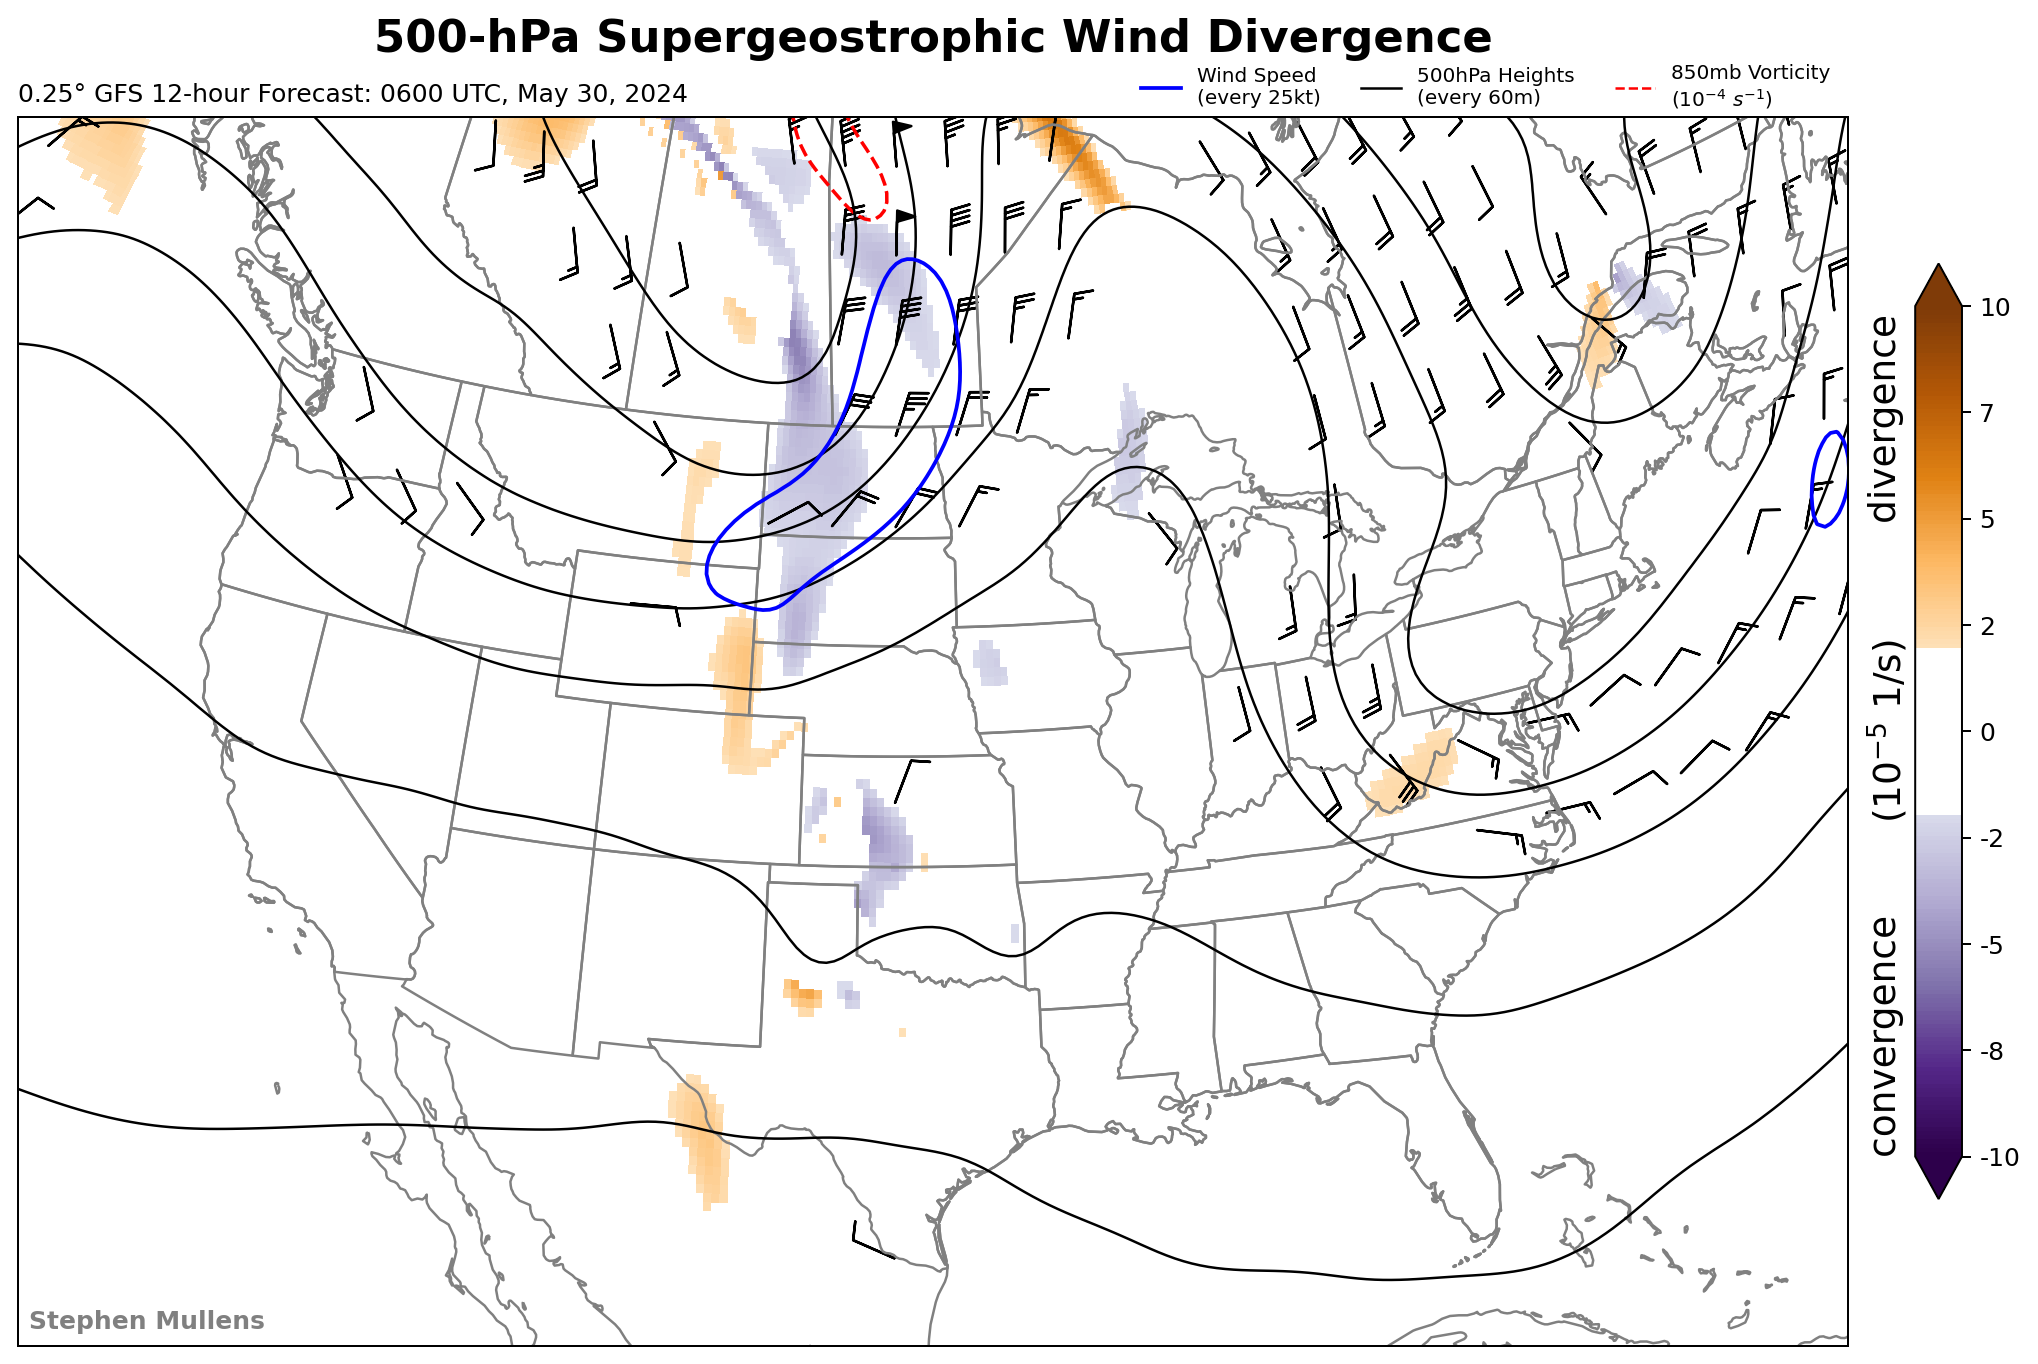 500-hPa Supergeostrophic Wind Divergence
0.25° GFS 12-hour Forecast: 0600 UTC, May 30, 2024
Wind Speed
(every 25kt)
500hPa Heights
(every 60m)
850mb Vorticity
(10⁻⁴ s⁻¹)
10
7
5
2
0
-2
-5
-8
-10
convergence (10⁻⁵ 1/s) divergence
Stephen Mullens